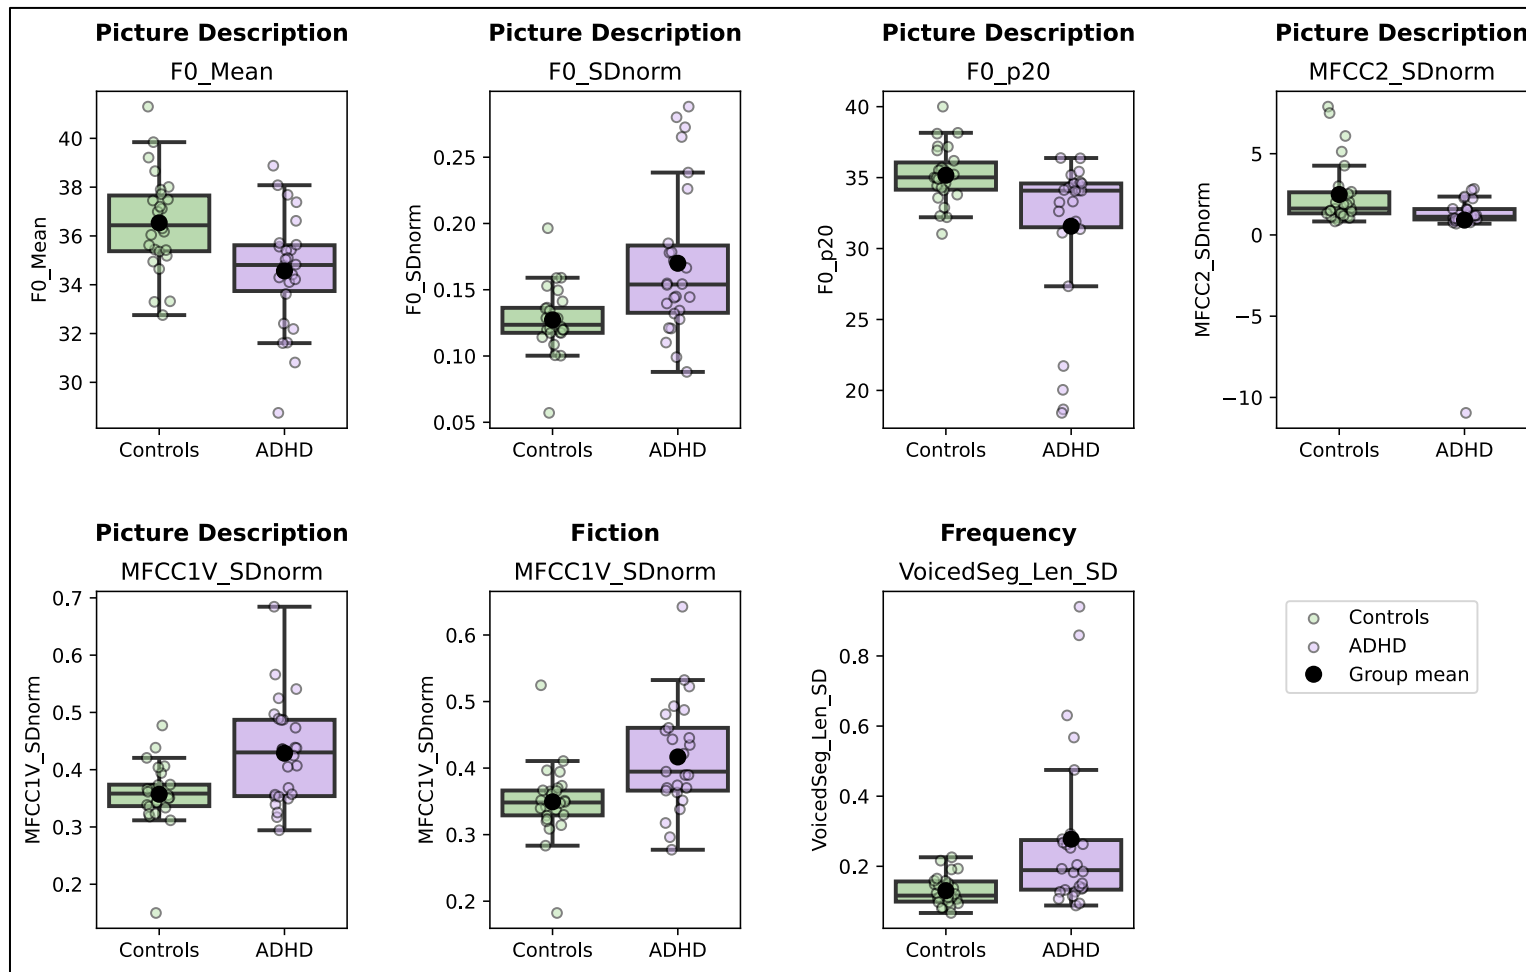 Picture Description
F0_Mean
F0_Mean
40
38
36
34
32
30
Controls
ADHD
Picture Description
F0_SDnorm
F0_SDnorm
0.25
0.20
0.15
0.10
0.05
Controls
ADHD
Picture Description
F0_p20
F0_p20
40
35
30
25
20
Controls
ADHD
Picture Description
MFCC2_SDnorm
MFCC2_SDnorm
5
0
−5
−10
Controls
ADHD
Picture Description
MFCC1V_SDnorm
MFCC1V_SDnorm
0.7
0.6
0.5
0.4
0.3
0.2
Controls
ADHD
Fiction
MFCC1V_SDnorm
MFCC1V_SDnorm
0.6
0.5
0.4
0.3
0.2
Controls
ADHD
Frequency
VoicedSeg_Len_SD
VoicedSeg_Len_SD
0.8
0.6
0.4
0.2
Controls
ADHD
Controls
ADHD
Group mean